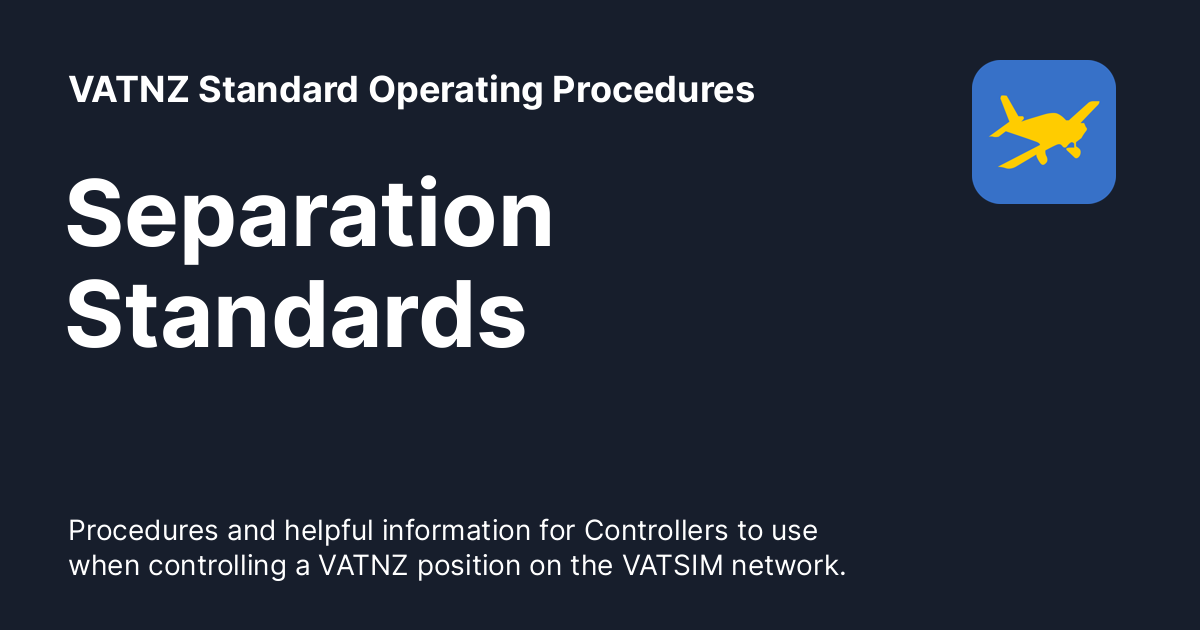 VATNZ Standard Operating Procedures
Separation
Standards
Procedures and helpful information for Controllers to use
when controlling a VATNZ position on the VATSIM network.